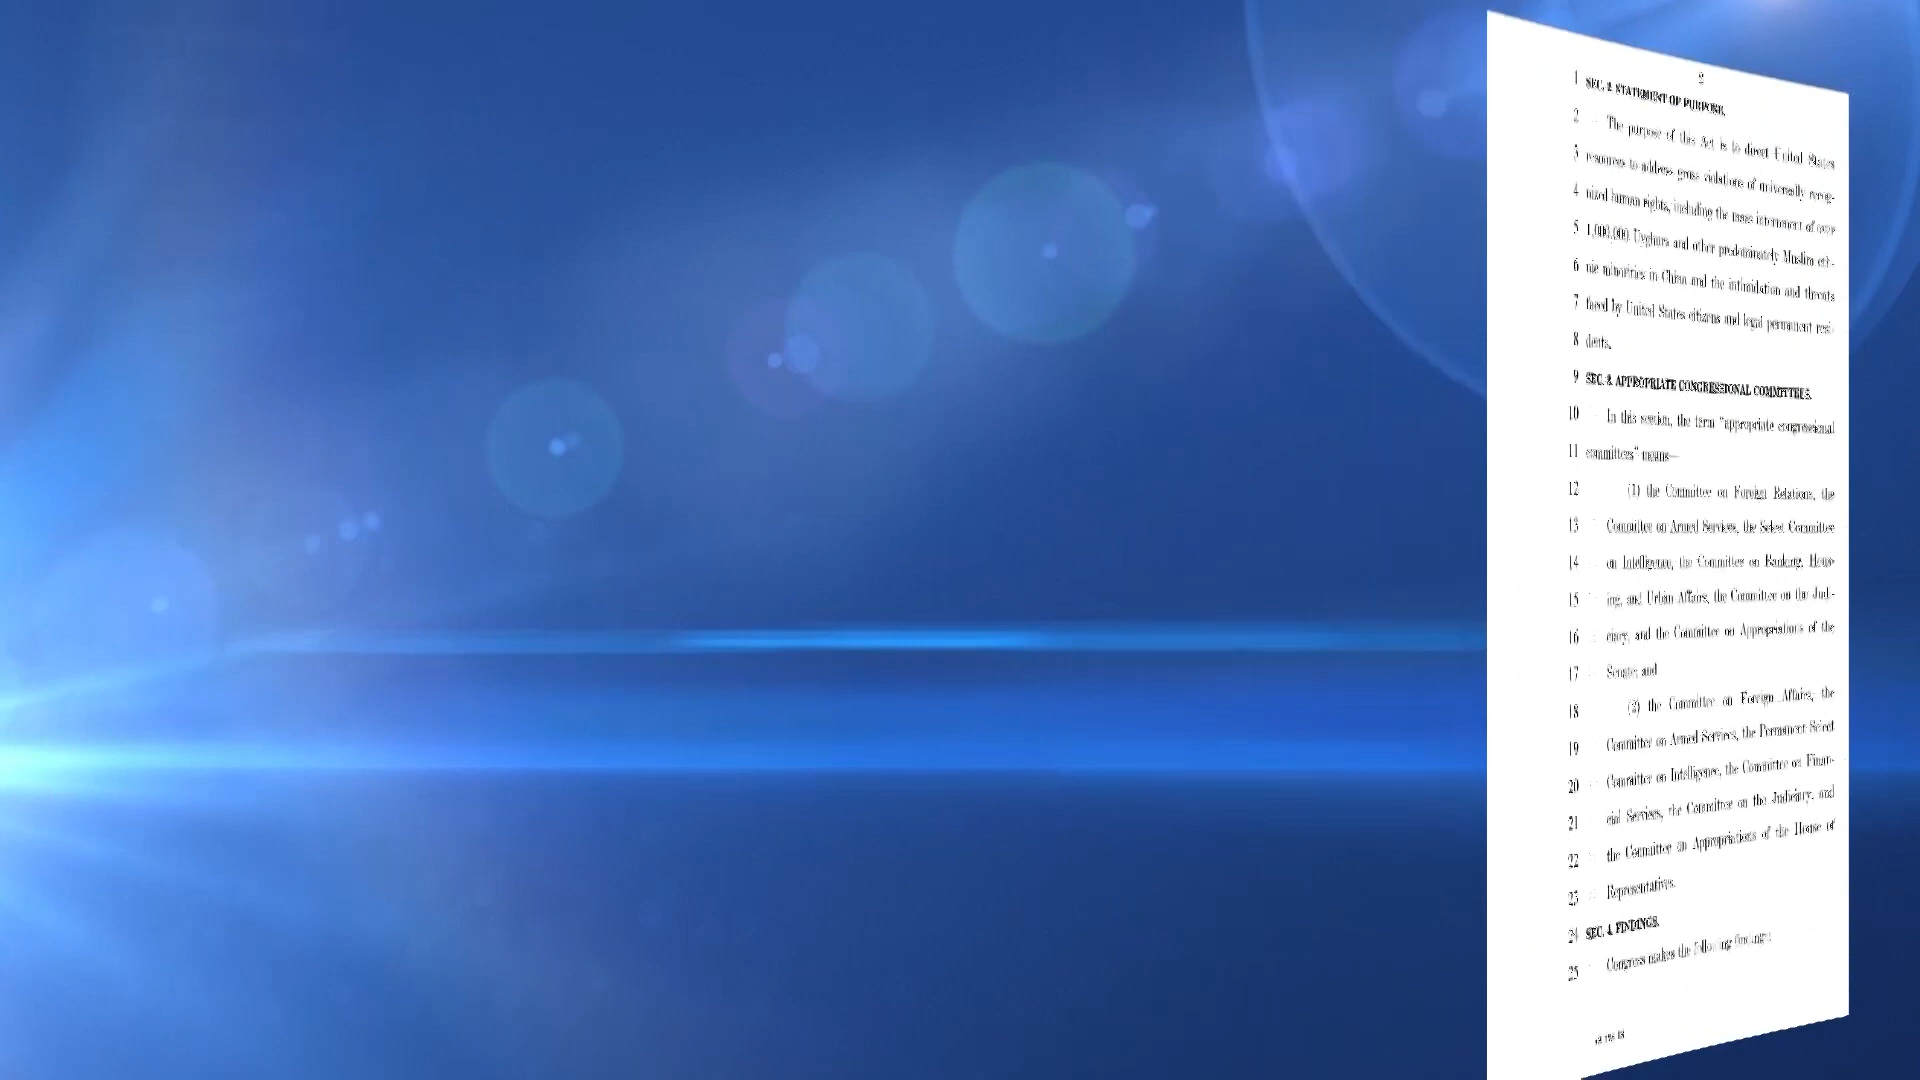 2
1 SEC. 2. STATEMENT OF PURPOSE.
2 The purpose of this Act is to direct United States
3 resources to address gross violations of universally recog-
4 nized human rights, including the mass internment of over
5 1,000,000 Uyghurs and other predominately Muslim eth-
6 nic minorities in China and the intimidation and threats
7 faced by United States citizens and legal permanent resi-
8 dents.
9 SEC. 3. APPROPRIATE CONGRESSIONAL COMMITTEES.
10 In this section, the term “appropriate congressional
11 committees” means—
12 (1) the Committee on Foreign Relations, the
13 Committee on Armed Services, the Select Committee
14 on Intelligence, the Committee on Banking, Hous-
15 ing, and Urban Affairs, the Committee on the Judi-
16 ciary, and the Committee on Appropriations of the
17 Senate; and
18 (2) the Committee on Foreign Affairs, the
19 Committee on Armed Services, the Permanent Select
20 Committee on Intelligence, the Committee on Finan-
21 cial Services, the Committee on the Judiciary, and
22 the Committee on Appropriations of the House of
23 Representatives.
24 SEC. 4. FINDINGS.
25 Congress makes the following findings: